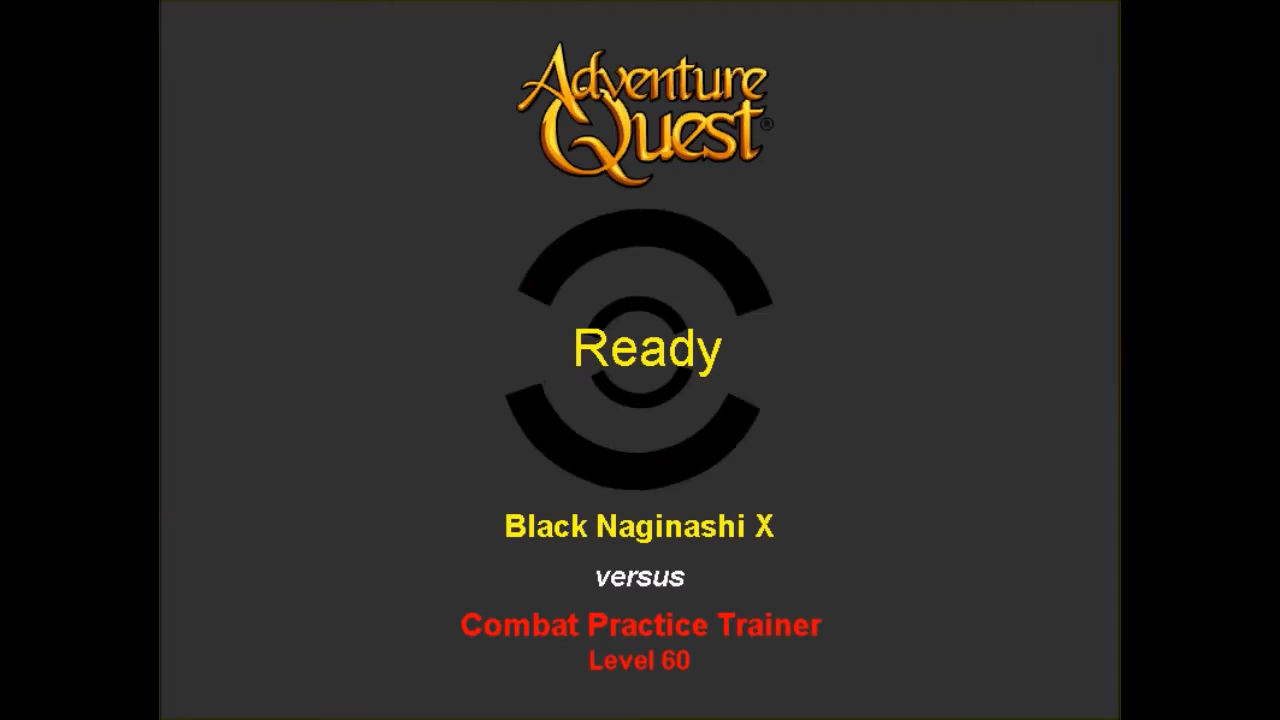 Adventure
Quest®
Ready
Black Naginashi X
versus
Combat Practice Trainer
Level 60